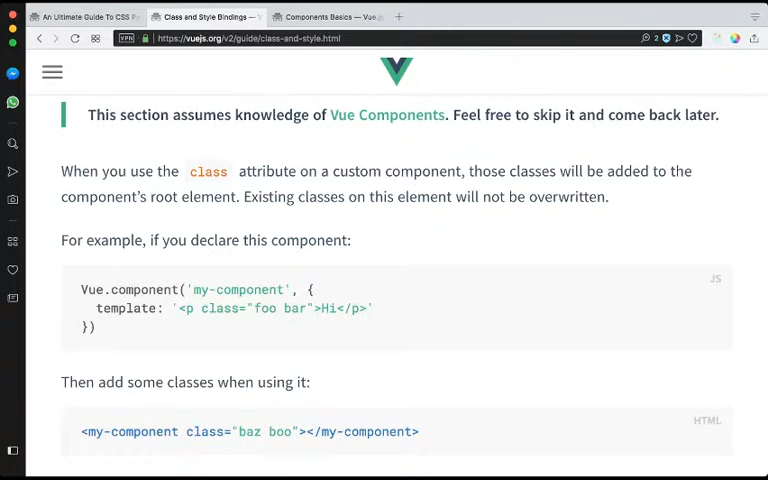 An Ultimate Guide To CSS P
Class and Style Bindings — V
Components Basics — Vue.js
VPN
https://vuejs.org/v2/guide/class-and-style.html
2
This section assumes knowledge of Vue Components. Feel free to skip it and come back later.
When you use the class attribute on a custom component, those classes will be added to the
component's root element. Existing classes on this element will not be overwritten.
For example, if you declare this component:
JS
Vue.component('my-component', {
template: '<p class="foo bar">Hi</p>'
})
Then add some classes when using it:
HTML
<my-component class="baz boo"></my-component>